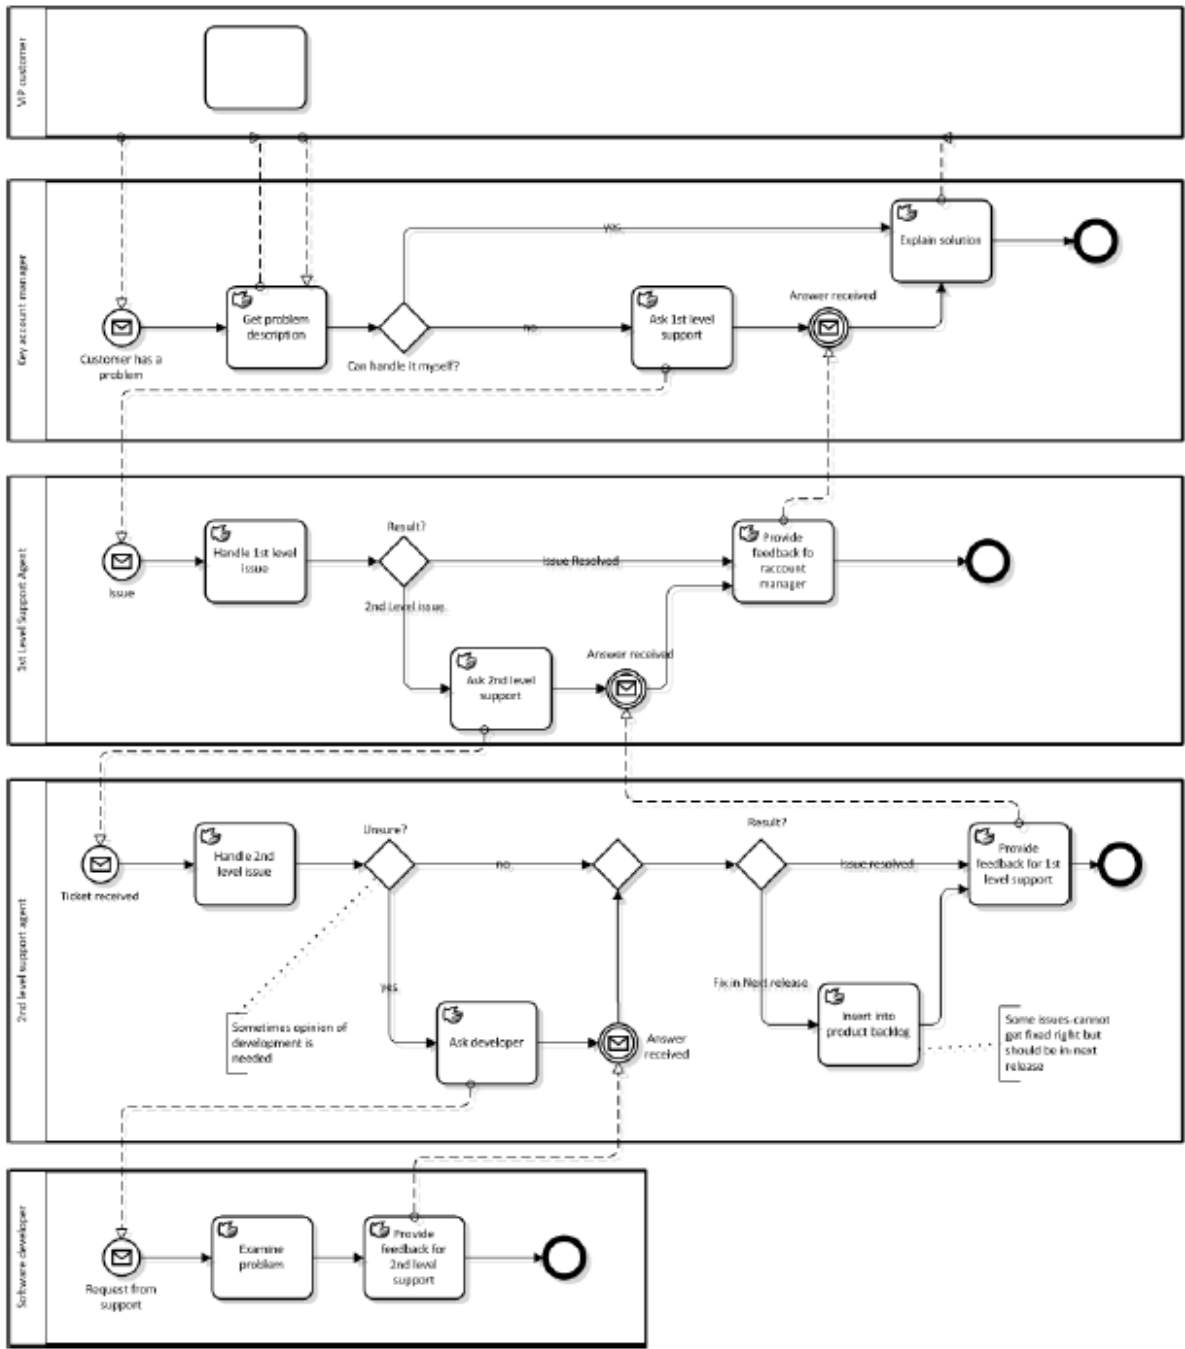 VIP customer
Key account manager
Customer has a
problem
Get problem
description
Can handle it myself?
yes
no
Ask 1st level
support
Answer received
Explain solution
1st Level Support Agent
Issue
Handle 1st level
issue
Result?
Issue Resolved
2nd Level issue
Ask 2nd level
support
Answer received
Provide
feedback fo
raccount
manager
2nd level support agent
Ticket received
Handle 2nd
level issue
Unsure?
no
yes
Sometimes opinion of
development is
needed
Ask developer
Answer
received
Result?
Issue resolved
Fix in Next release
Insert into
product backlog
Provide
feedback for 1st
level support
Some issues cannot
get fixed right but
should be in next
release
Software developer
Request from
support
Examine
problem
Provide
feedback for
2nd level
support